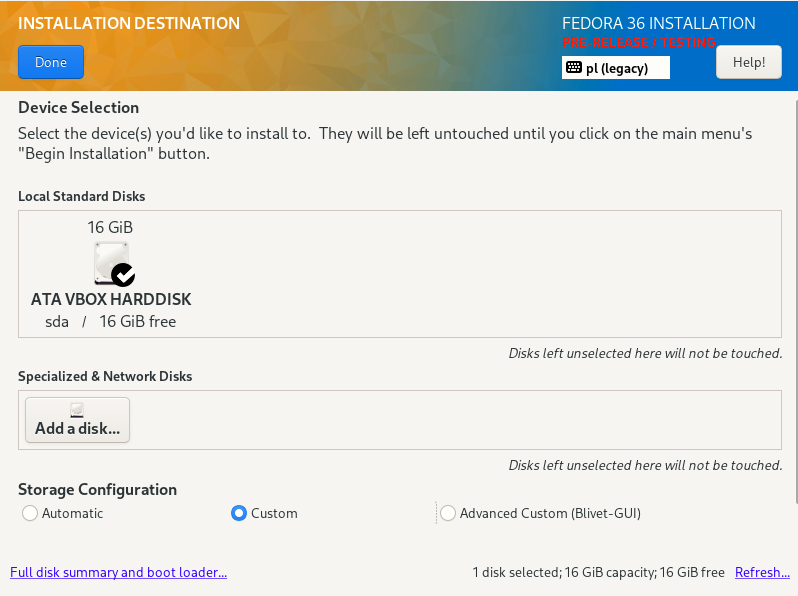 INSTALLATION DESTINATION
FEDORA 36 INSTALLATION
PRE-RELEASE / TESTING
Done
pl (legacy)
Help!
Device Selection
Select the device(s) you'd like to install to.  They will be left untouched until you click on the main menu's
"Begin Installation" button.
Local Standard Disks
16 GiB
ATA VBOX HARDDISK
sda / 16 GiB free
Disks left unselected here will not be touched.
Specialized & Network Disks
Add a disk...
Disks left unselected here will not be touched.
Storage Configuration
Automatic
Custom
Advanced Custom (Blivet-GUI)
Full disk summary and boot loader...
1 disk selected; 16 GiB capacity; 16 GiB free
Refresh...